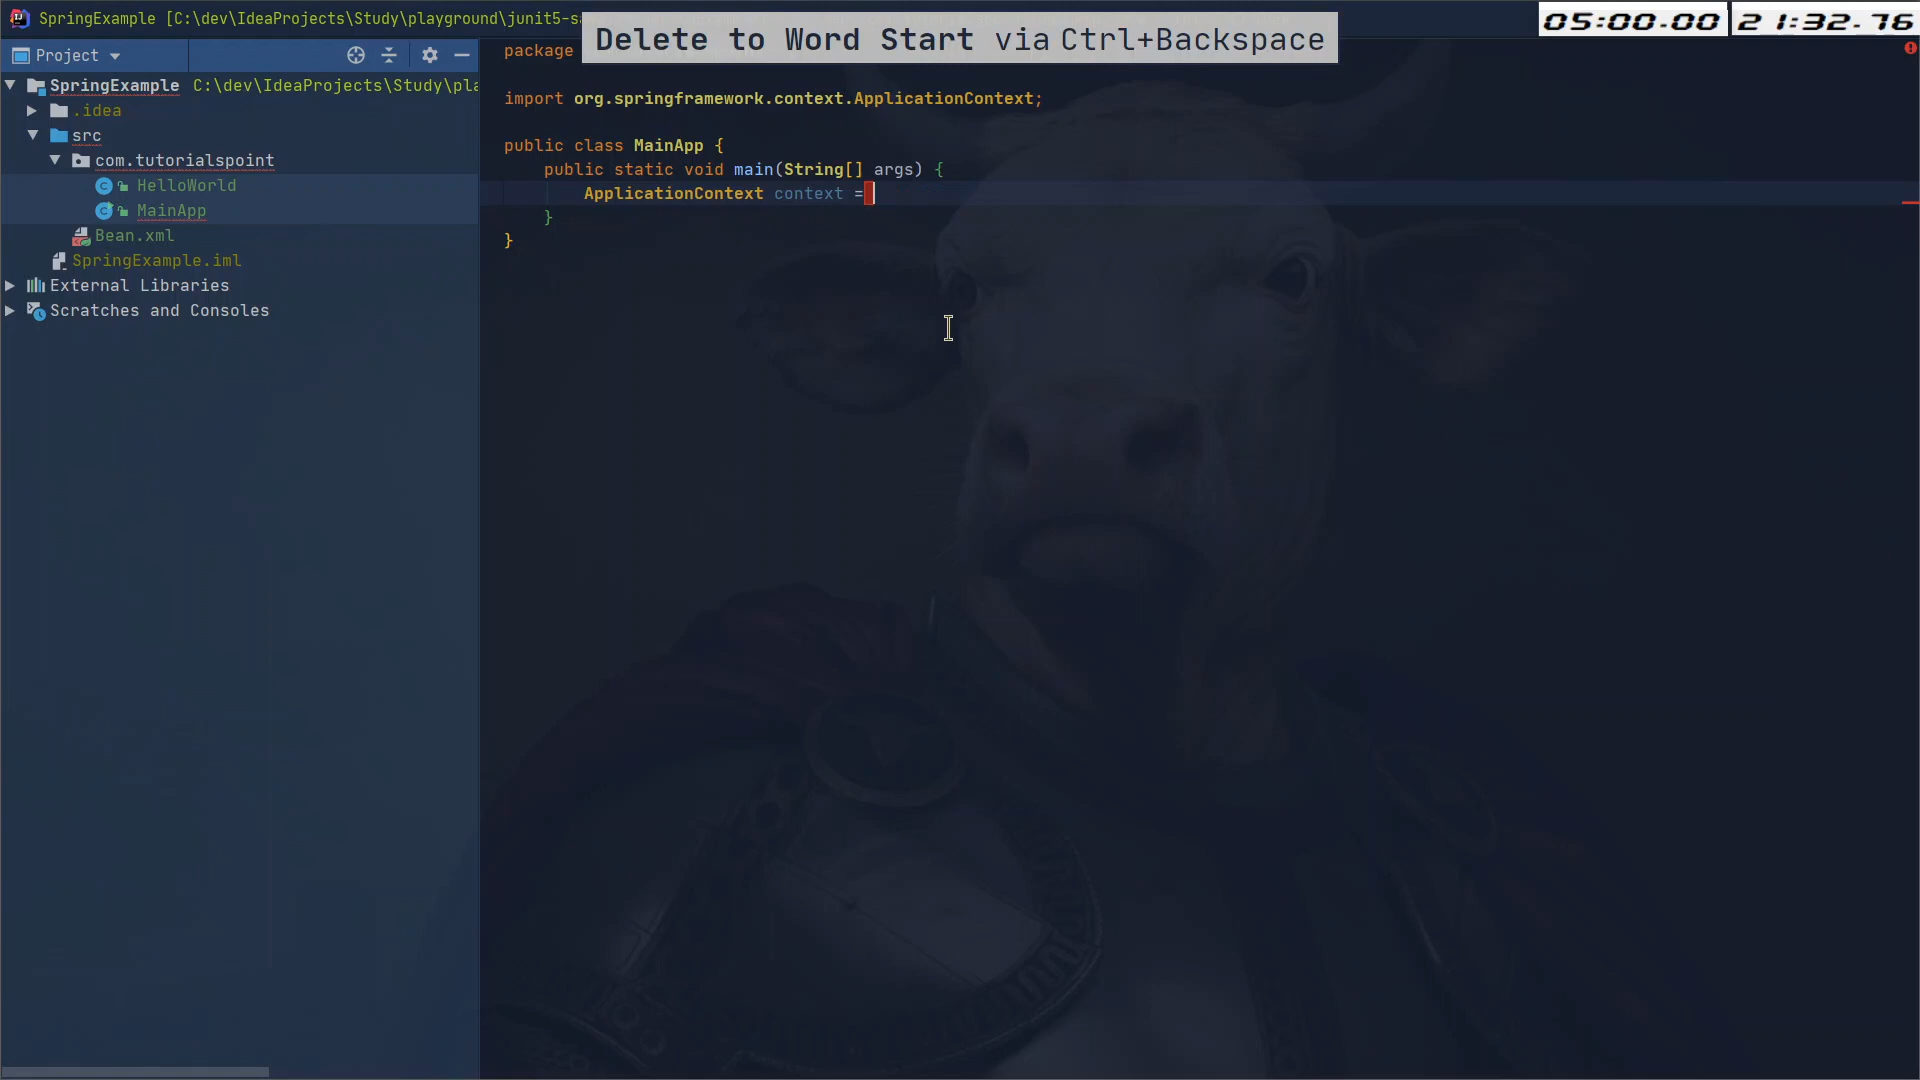 SpringExample [C:\dev\IdeaProjects\Study\playground\junit5-s
05:00.00
21:32.76
Delete to Word Start via Ctrl+Backspace
Project
SpringExample C:\dev\IdeaProjects\Study\pla
.idea
src
com.tutorialspoint
HelloWorld
MainApp
Bean.xml
SpringExample.iml
External Libraries
Scratches and Consoles
package
import org.springframework.context.ApplicationContext;
public class MainApp {
public static void main(String[] args) {
ApplicationContext context =
}
}